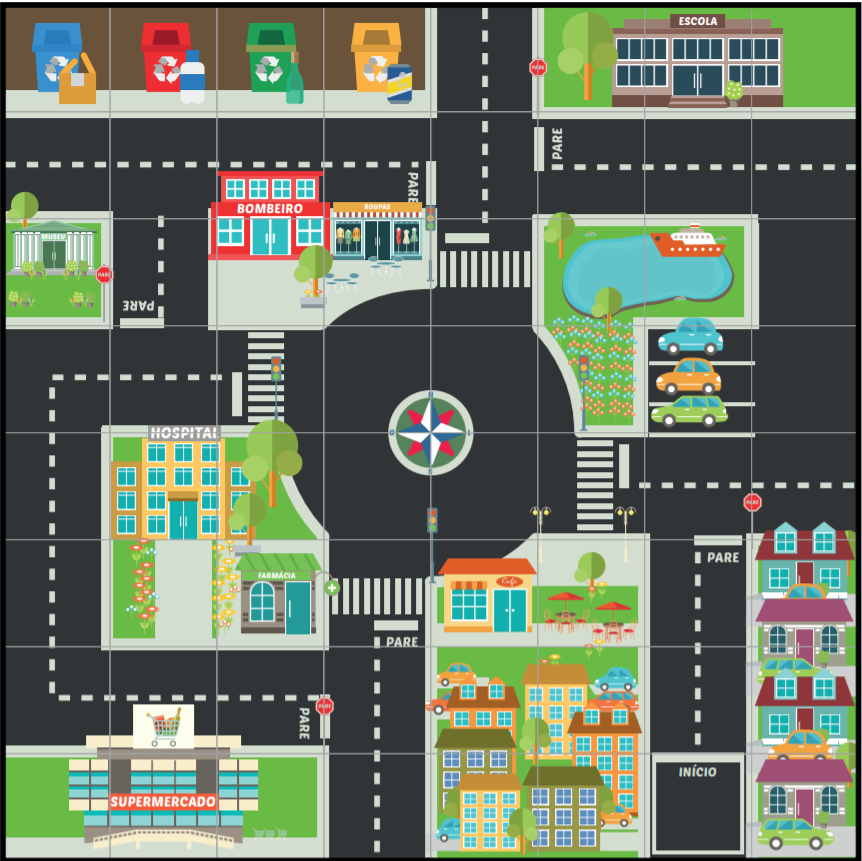 ESCOLA
PARE
PARE
PARE
BOMBEIRO
ROUPAS
MUSEU
PARE
PARE
HOSPITAL
PARE
PARE
FARMÁCIA
Café
PARE
PARE
PARE
INÍCIO
SUPERMERCADO